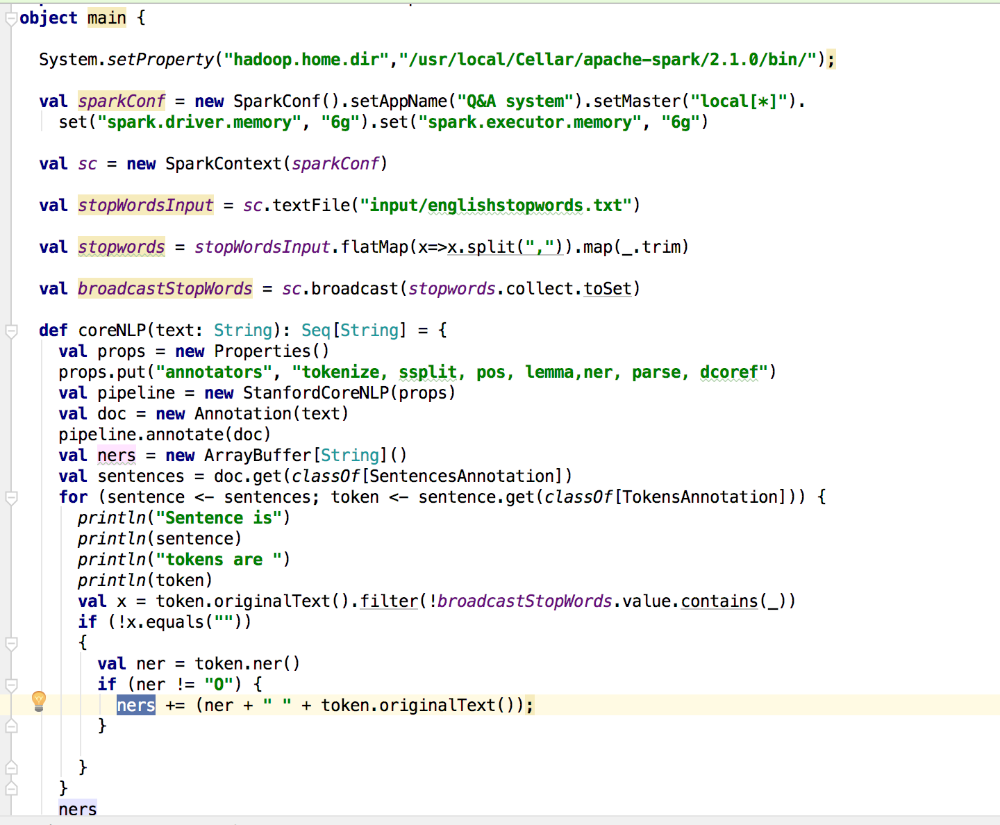 object main {
System.setProperty("hadoop.home.dir","/usr/local/Cellar/apache-spark/2.1.0/bin/");
val sparkConf = new SparkConf().setAppName("Q&A system").setMaster("local[*]").
set("spark.driver.memory", "6g").set("spark.executor.memory", "6g")
val sc = new SparkContext(sparkConf)
val stopWordsInput = sc.textFile("input/englishstopwords.txt")
val stopwords = stopWordsInput.flatMap(x=>x.split(",")).map(_.trim)
val broadcastStopWords = sc.broadcast(stopwords.collect.toSet)
def coreNLP(text: String): Seq[String] = {
val props = new Properties()
props.put("annotators", "tokenize, ssplit, pos, lemma,ner, parse, dcoref")
val pipeline = new StanfordCoreNLP(props)
val doc = new Annotation(text)
pipeline.annotate(doc)
val ners = new ArrayBuffer[String]()
val sentences = doc.get(classOf[SentencesAnnotation])
for (sentence <- sentences; token <- sentence.get(classOf[TokensAnnotation])) {
println("Sentence is")
println(sentence)
println("tokens are ")
println(token)
val x = token.originalText().filter(!broadcastStopWords.value.contains(_))
if (!x.equals(""))
{
val ner = token.ner()
if (ner != "O") {
ners += (ner + " " + token.originalText());
}
}
}
ners